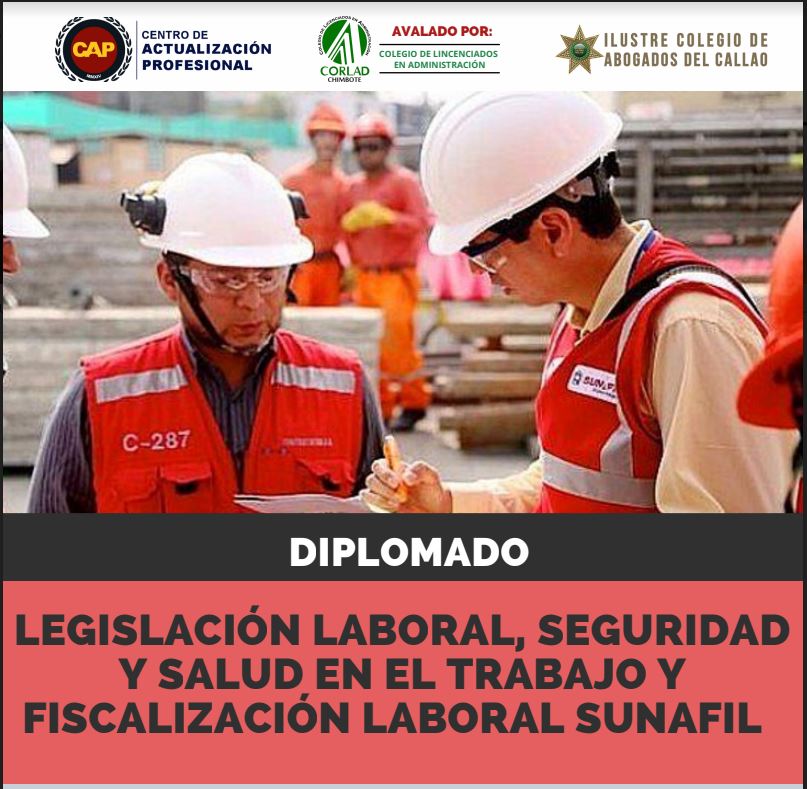 CAP
CENTRO DE
ACTUALIZACIÓN
PROFESIONAL
CORLAD
CHIMBOTE
AVALADO POR:
COLEGIO DE LINCENCIADOS
EN ADMINISTRACIÓN
ILUSTRE COLEGIO DE
ABOGADOS DEL CALLAO
C-287
DIPLOMADO
LEGISLACIÓN LABORAL, SEGURIDAD
Y SALUD EN EL TRABAJO Y
FISCALIZACIÓN LABORAL SUNAFIL